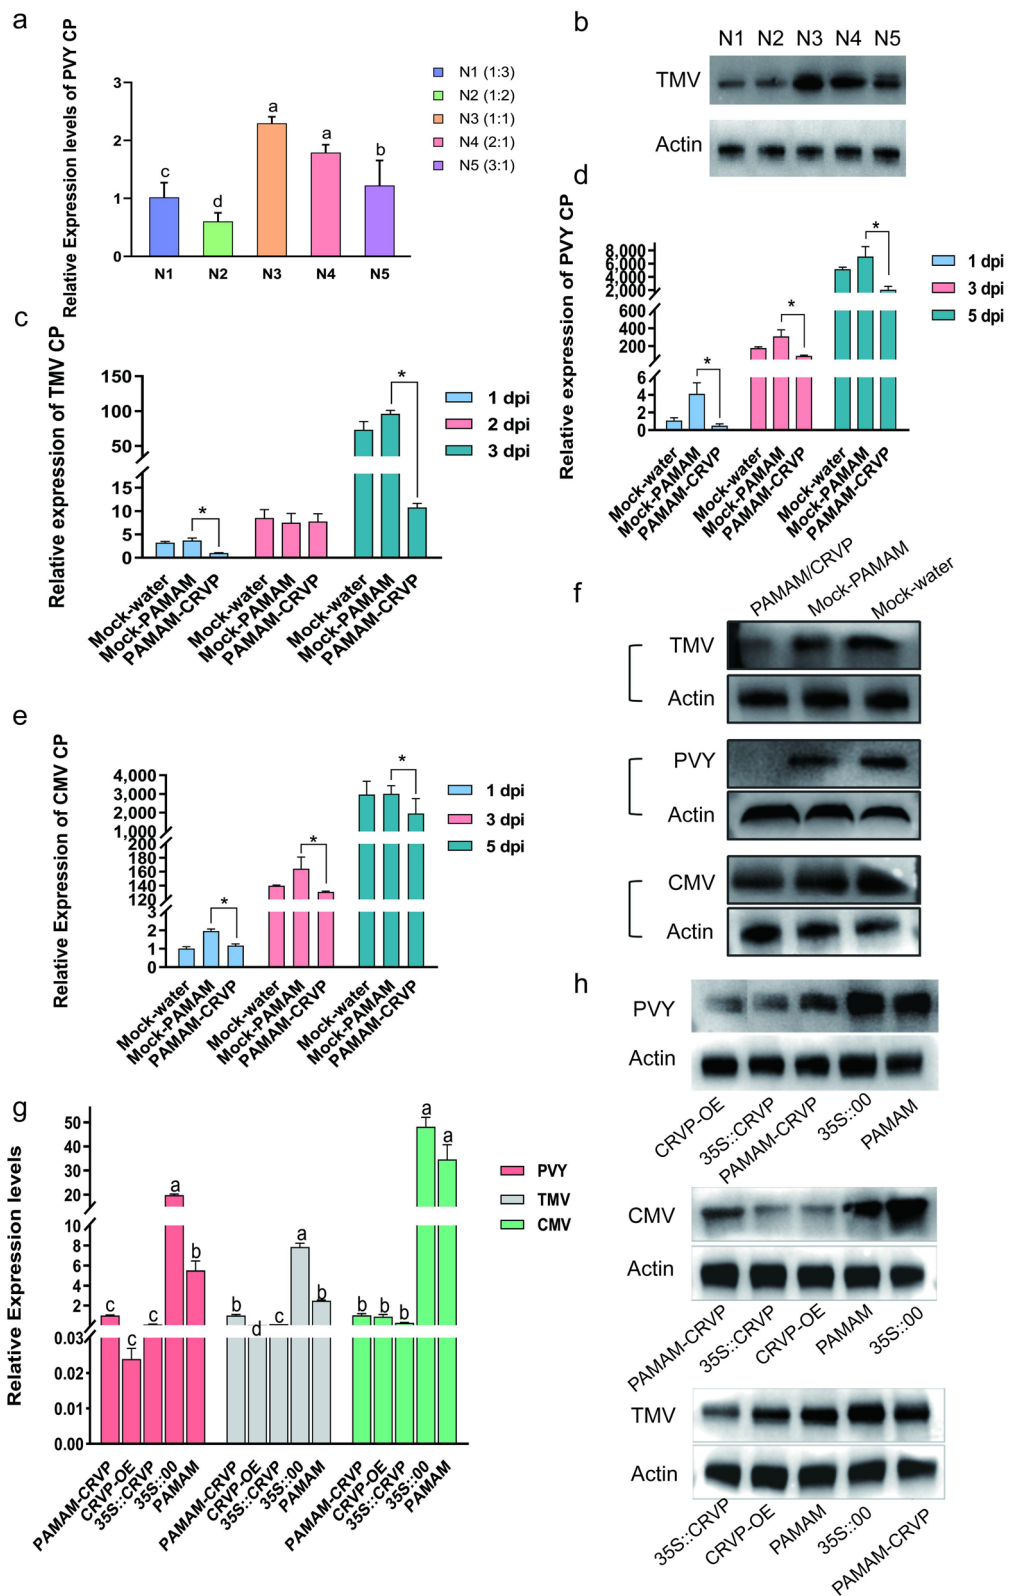 a
Relative Expression levels of PVY CP
3
2
1
0
c
d
a
a
b
N1 N2 N3 N4 N5
N1 (1:3)
N2 (1:2)
N3 (1:1)
N4 (2:1)
N5 (3:1)
b
N1 N2 N3 N4 N5
TMV
Actin
c
Relative expression of TMV CP
150
100
50
15
10
5
0
*
*
Mock-water
Mock-PAMAM
PAMAM-CRVP
Mock-water
Mock-PAMAM
PAMAM-CRVP
Mock-water
Mock-PAMAM
PAMAM-CRVP
1 dpi
2 dpi
3 dpi
d
Relative expression of PVY CP
8,000
6,000
4,000
2,000
600
400
200
6
4
2
0
*
*
*
Mock-water
Mock-PAMAM
PAMAM-CRVP
Mock-water
Mock-PAMAM
PAMAM-CRVP
Mock-water
Mock-PAMAM
PAMAM-CRVP
1 dpi
3 dpi
5 dpi
e
Relative Expression of CMV CP
4,000
3,000
2,000
1,000
200
180
160
140
120
3
2
1
0
*
*
*
Mock-water
Mock-PAMAM
PAMAM-CRVP
Mock-water
Mock-PAMAM
PAMAM-CRVP
Mock-water
Mock-PAMAM
PAMAM-CRVP
1 dpi
3 dpi
5 dpi
f
PAMAM/CRVP
Mock-PAMAM
Mock-water
TMV
Actin
PVY
Actin
CMV
Actin
g
Relative Expression levels
50
40
30
20
10
8
6
4
2
0.03
0.02
0.01
0.00
c
c
c
a
b
b
d
c
a
b
b
b
b
a
a
PAMAM-CRVP
CRVP-OE
35S::CRVP
35S::00
PAMAM
PAMAM-CRVP
CRVP-OE
35S::CRVP
35S::00
PAMAM
PAMAM-CRVP
CRVP-OE
35S::CRVP
35S::00
PAMAM
PVY
TMV
CMV
h
PVY
Actin
CRVP-OE
35S::CRVP
PAMAM-CRVP
35S::00
PAMAM
CMV
Actin
PAMAM-CRVP
35S::CRVP
CRVP-OE
PAMAM
35S::00
TMV
Actin
35S::CRVP
CRVP-OE
PAMAM
35S::00
PAMAM-CRVP